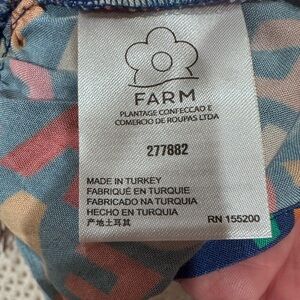 FARM
PLANTAGE CONFECCAO E
COMERCIO DE ROUPAS LTDA
277882
MADE IN TURKEY
FABRIQUÉ EN TURQUIE
FABRICADO NA TURQUIA
HECHO EN TURQUIA
产地土耳其
RN 155200